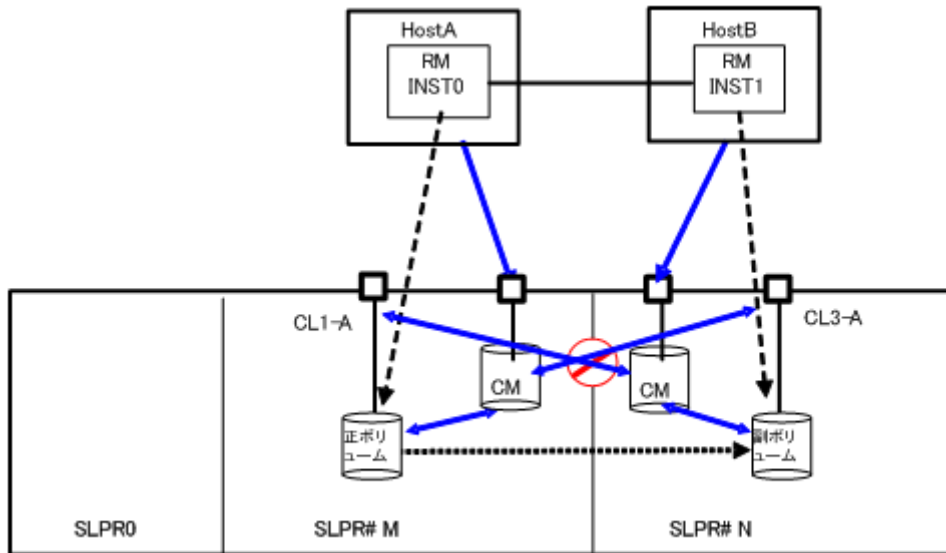 HostA
RM
INST0
HostB
RM
INST1
CL1-A
CL3-A
CM
CM
正ボリ
ューム
副ボリ
ューム
SLPR0
SLPR# M
SLPR# N